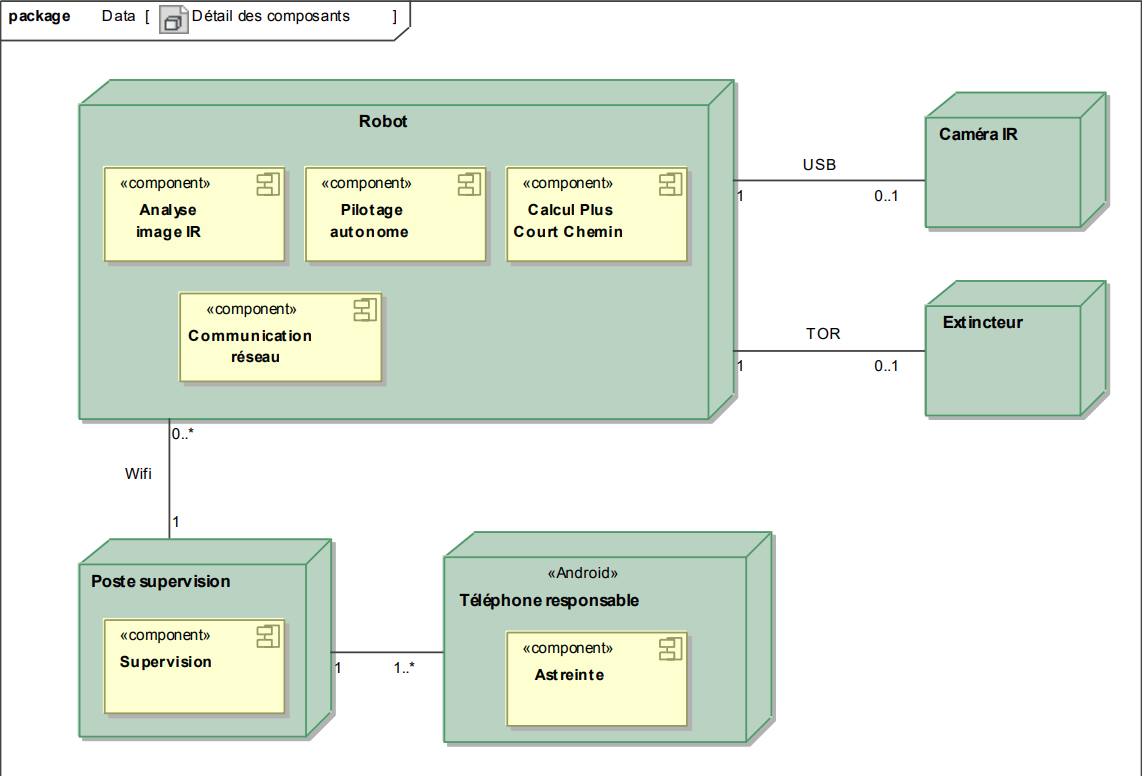 package Data [ Détail des composants ]
Robot
«component»
Analyse
image IR
«component»
Pilotage
autonome
«component»
Calcul Plus
Court Chemin
«component»
Communication
réseau
Caméra IR
USB
1
0..1
Extincteur
TOR
1
0..1
0..*
Wifi
1
Poste supervision
«component»
Supervision
1
1..*
«Android»
Téléphone responsable
«component»
Astreinte